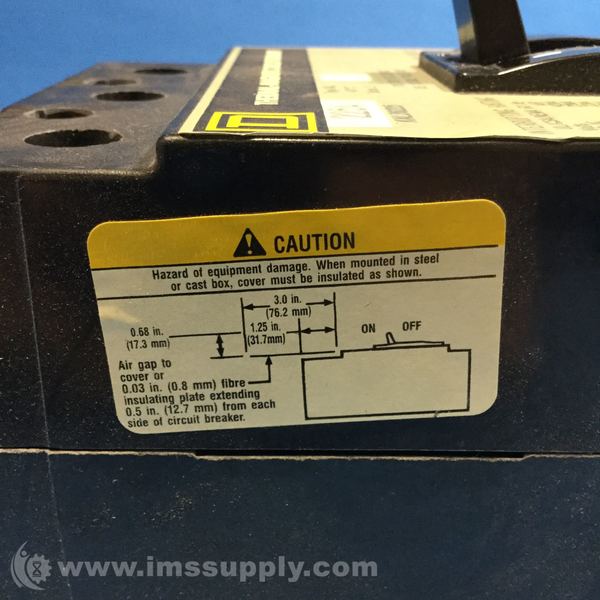 CAUTION
Hazard of equipment damage. When mounted in steel
or cast box, cover must be insulated as shown.
3.0 in.
(76.2 mm)
0.68 in.
(17.3 mm)
1.25 in.
(31.7mm)
ON OFF
Air gap to
cover or
0.03 in. (0.8 mm) fibre
insulating plate extending
0.5 in. (12.7 mm) from each
side of circuit breaker.
www.imssupply.com